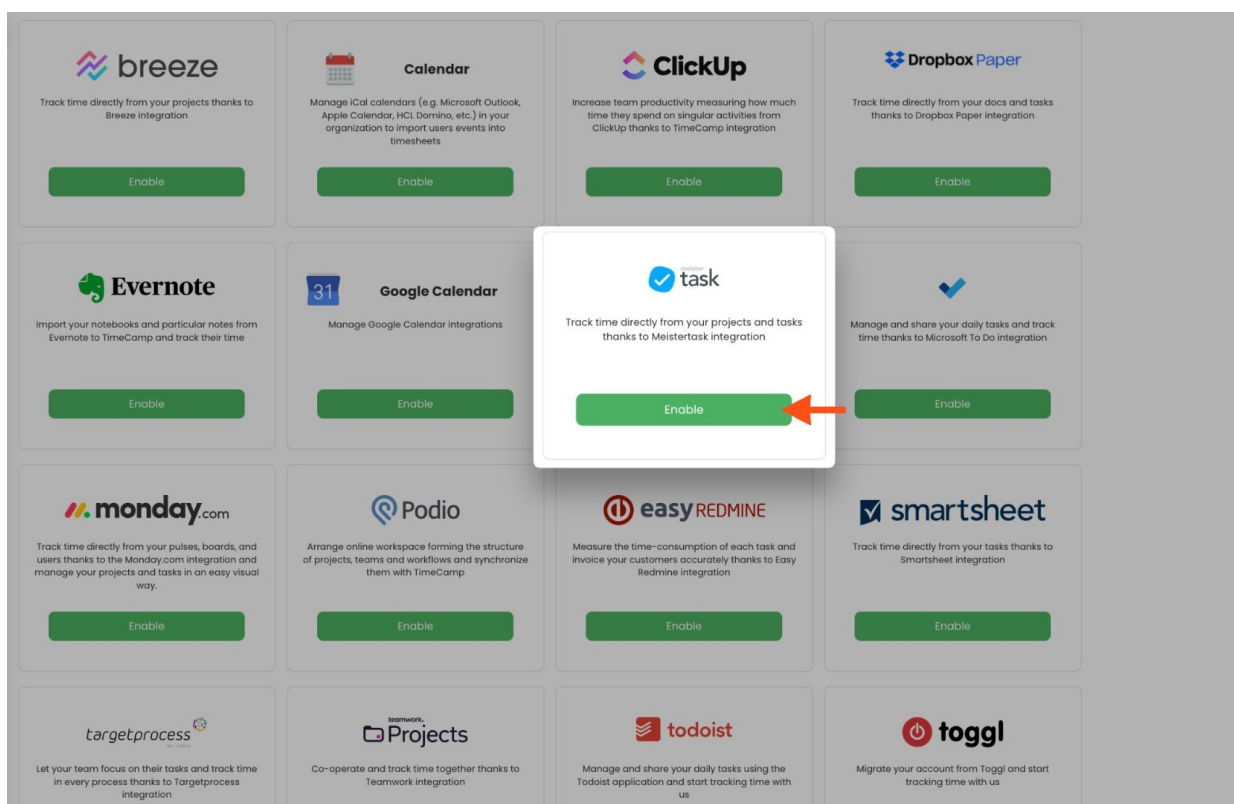 breeze
Track time directly from your projects thanks to
Breeze integration
Enable
Calendar
Manage iCal calendars (e.g. Microsoft Outlook,
Apple Calendar, HCL Domino, etc.) in your
organization to import users events into
timesheets
Enable
ClickUp
Increase team productivity measuring how much
time they spend on singular activities from
ClickUp thanks to TimeCamp integration
Enable
Dropbox Paper
Track time directly from your docs and tasks
thanks to Dropbox Paper integration
Enable
Evernote
Import your notebooks and particular notes from
Evernote to TimeCamp and track their time
Enable
31
Google Calendar
Manage Google Calendar integrations
Enable
meister
task
Track time directly from your projects and tasks
thanks to Meistertask integration
Enable
Manage and share your daily tasks and track
time thanks to Microsoft To Do integration
Enable
monday.com
Track time directly from your pulses, boards, and
users thanks to the Monday.com integration and
manage your projects and tasks in an easy visual
way.
Enable
Podio
Arrange online workspace forming the structure
of projects, teams and workflows and synchronize
them with TimeCamp
Enable
easy REDMINE
Measure the time-consumption of each task and
invoice your customers accurately thanks to Easy
Redmine integration
Enable
smartsheet
Track time directly from your tasks thanks to
Smartsheet integration
Enable
targetprocess
Let your team focus on their tasks and track time
in every process thanks to Targetprocess
integration
teamwork.
Projects
Co-operate and track time together thanks to
Teamwork integration
todoist
Manage and share your daily tasks using the
Todoist application and start tracking time with
us
toggl
Migrate your account from Toggl and start
tracking time with us